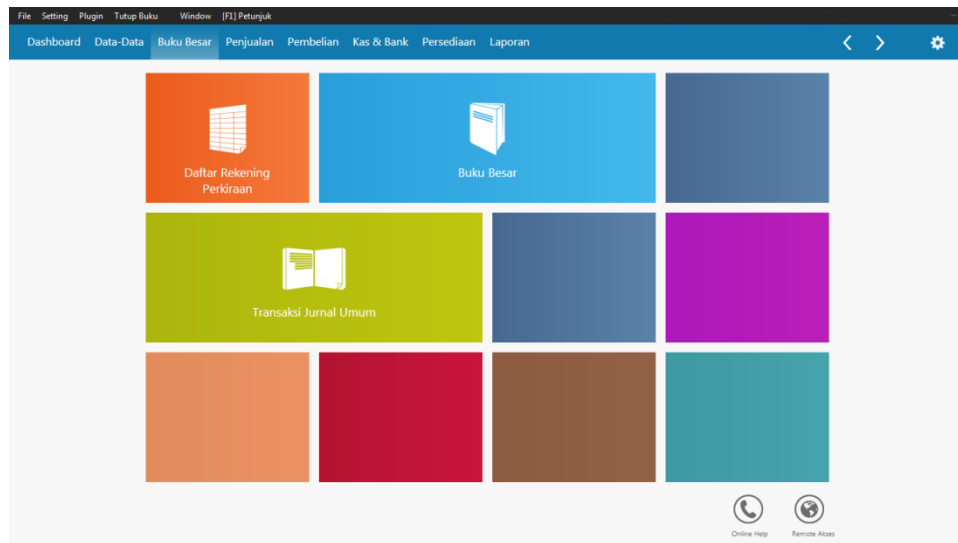 File Setting Plugin Tutup Buku Window [F1] Petunjuk
Dashboard Data-Data Buku Besar Penjualan Pembelian Kas & Bank Persediaan Laporan
Daftar Rekening
Perkiraan
Buku Besar
Transaksi Jurnal Umum
Online Help Remote Akses